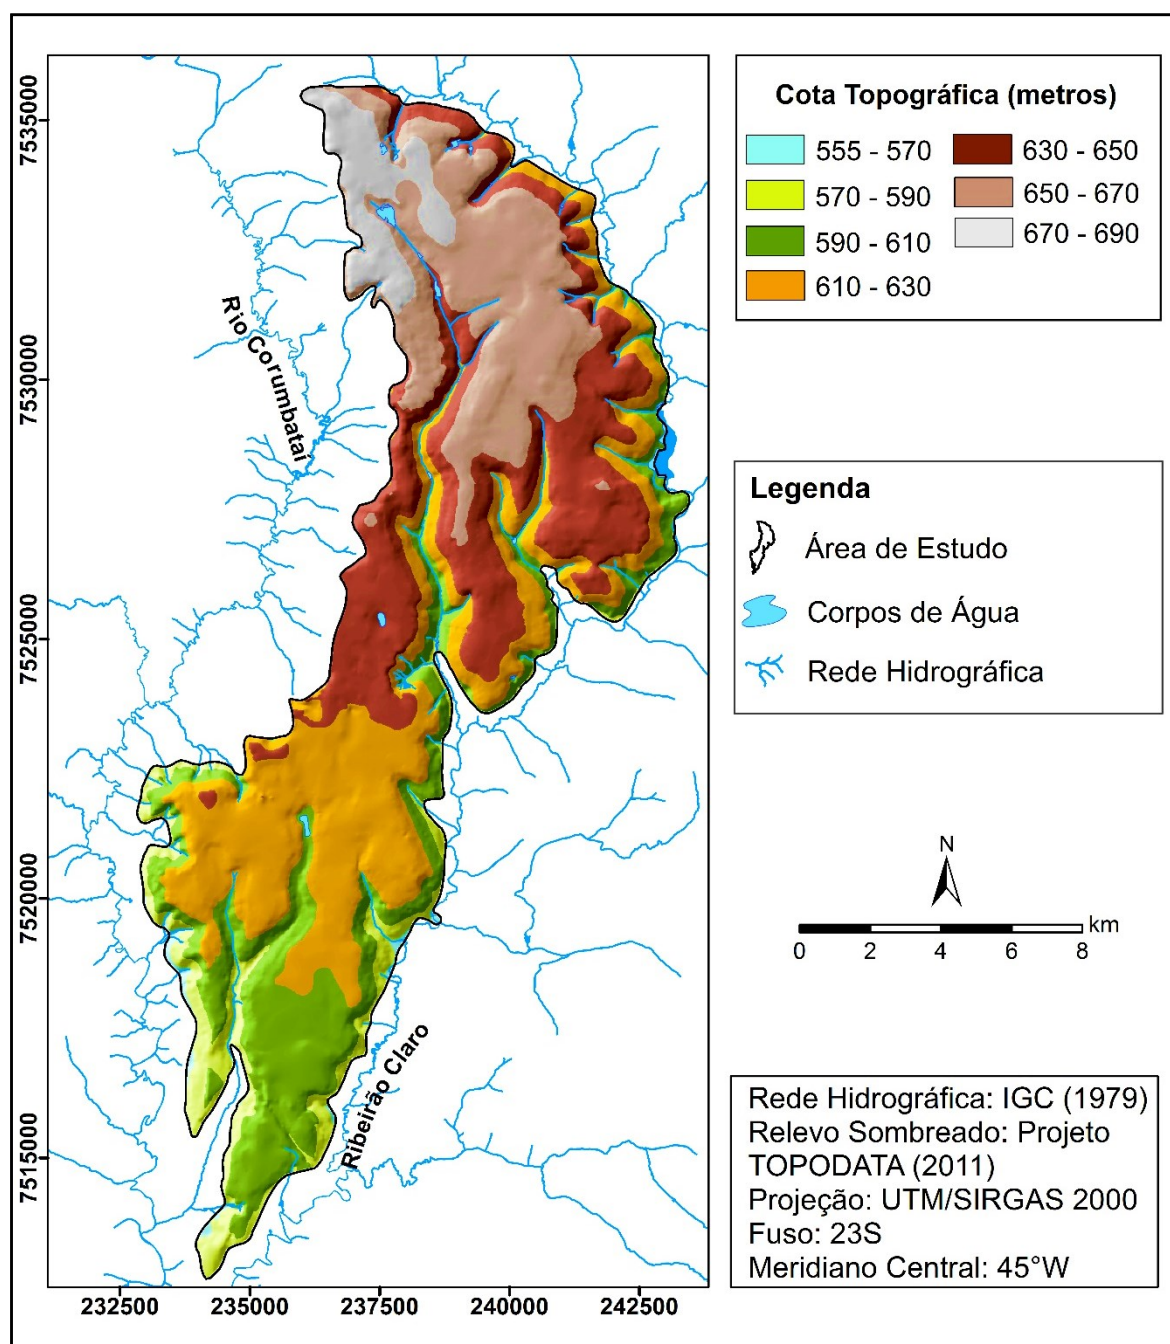 Cota Topográfica (metros)
555 - 570
570 - 590
590 - 610
610 - 630
630 - 650
650 - 670
670 - 690
Legenda
Área de Estudo
Corpos de Água
Rede Hidrográfica
N
0 2 4 6 8 km
Rede Hidrográfica: IGC (1979)
Relevo Sombreado: Projeto
TOPODATA (2011)
Projeção: UTM/SIRGAS 2000
Fuso: 23S
Meridiano Central: 45°W
Rio Corumbataí
Ribeirão Claro
7535000
7530000
7525000
7520000
7515000
232500 235000 237500 240000 242500